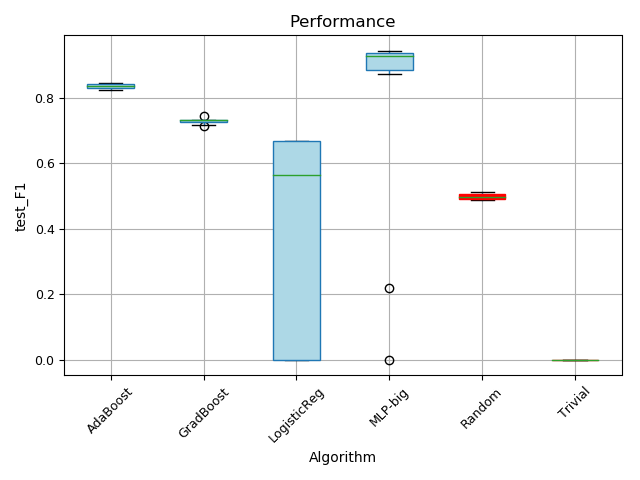 Performance
test_F1
0.8
0.6
0.4
0.2
0.0
AdaBoost
GradBoost
LogisticReg
MLP-big
Random
Trivial
Algorithm